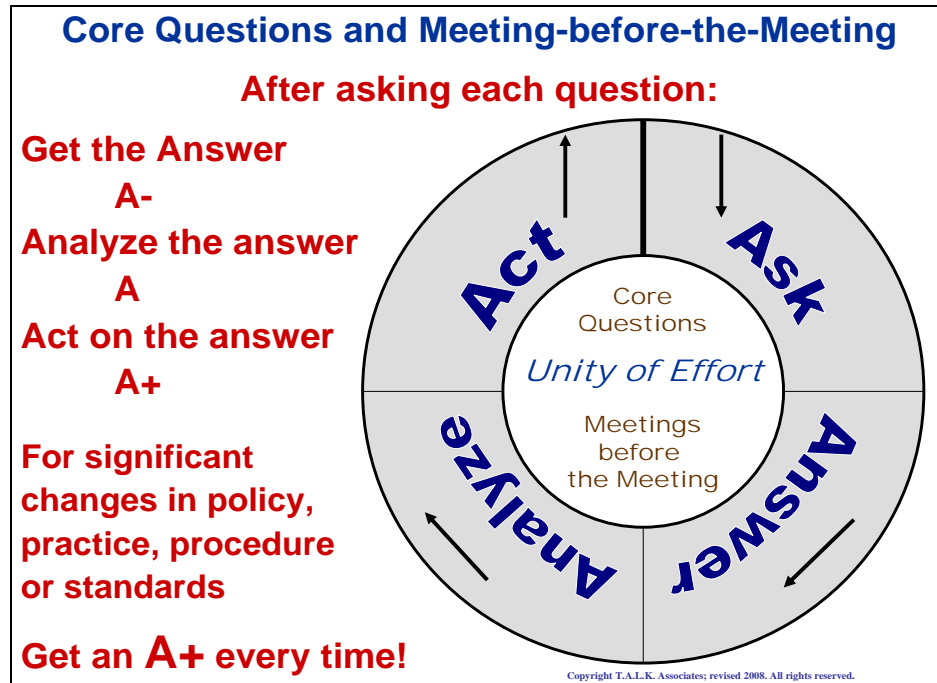 Core Questions and Meeting-before-the-Meeting
After asking each question:
Get the Answer
A-
Analyze the answer
A
Act on the answer
A+
For significant
changes in policy,
practice, procedure
or standards
Get an A+ every time!
Ask
Answer
Analyze
Act
Core
Questions
Unity of Effort
Meetings
before
the Meeting
Copyright T.A.L.K. Associates; revised 2008. All rights reserved.